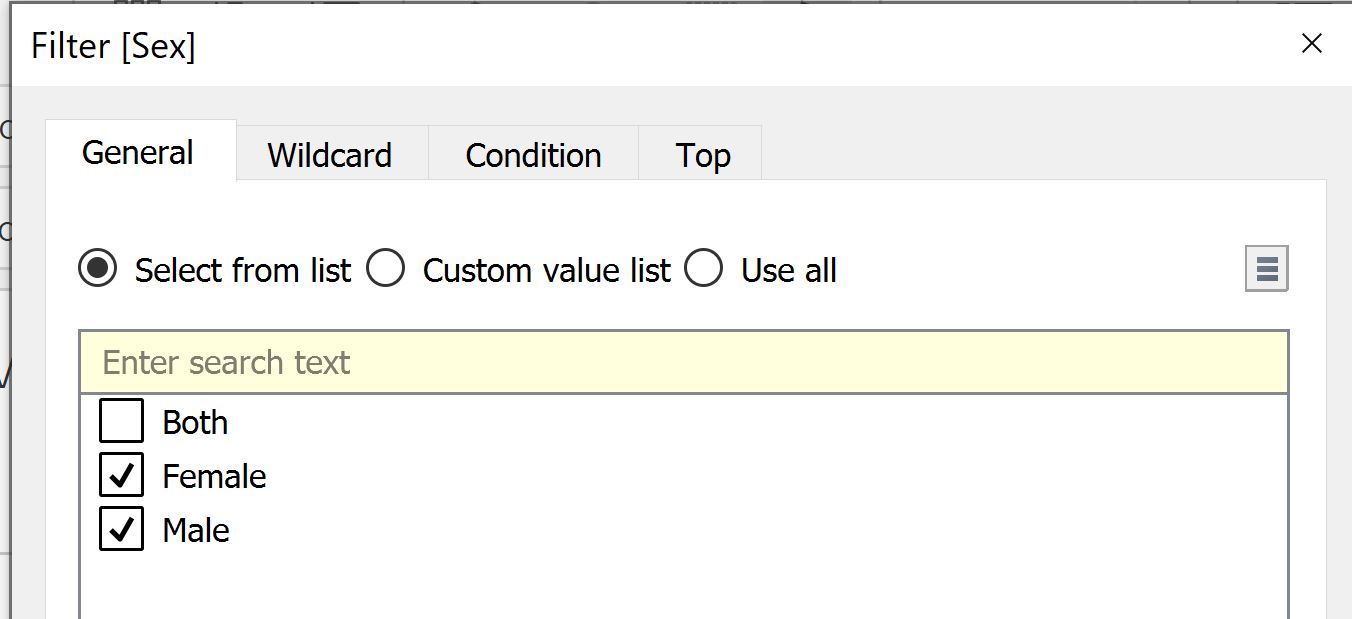 Filter [Sex]
General Wildcard Condition Top
Select from list Custom value list Use all
Enter search text
Both
Female
Male